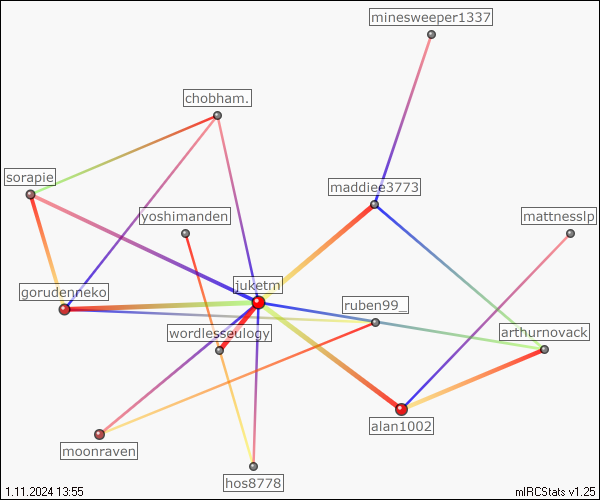 minesweeper1337
chobham.
sorapie
maddiee3773
yoshimanden
mattnesslp
juketm
gorudenneko
ruben99_
wordlesseulogy
arthurnovack
alan1002
moonraven
hos8778
1.11.2024 13:55
mIRCStats v1.25